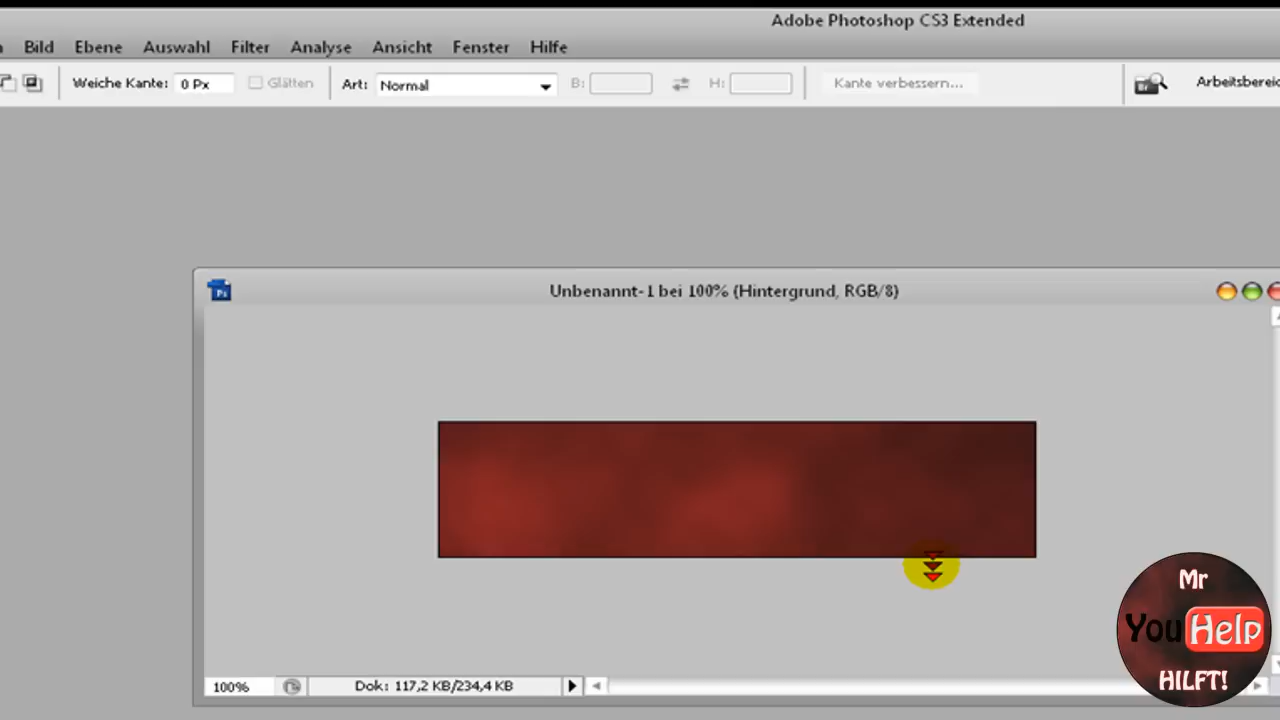 Adobe Photoshop CS3 Extended
Bild Ebene Auswahl Filter Analyse Ansicht Fenster Hilfe
Weiche Kante: 0 Px Glätten Art: Normal B: H: Kante verbessern... Arbeitsbereic
Unbenannt-1 bei 100% (Hintergrund, RGB/8)
Mr
YouHelp
HILFT!
100% Dok: 117,2 KB/234,4 KB